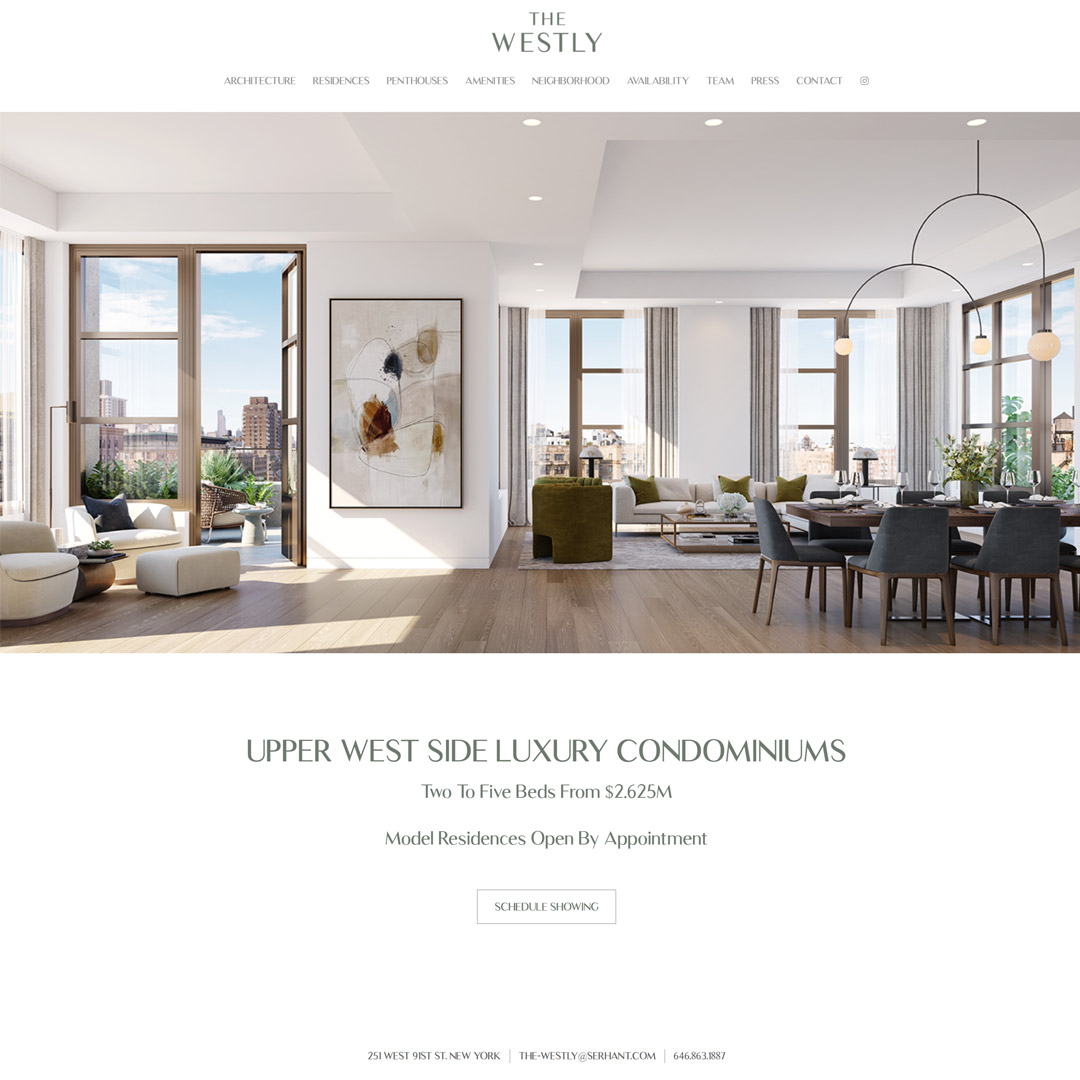 THE
WESTLY
ARCHITECTURE RESIDENCES PENTHOUSES AMENITIES NEIGHBORHOOD AVAILABILITY TEAM PRESS CONTACT
UPPER WEST SIDE LUXURY CONDOMINIUMS
Two To Five Beds From $2.625M
Model Residences Open By Appointment
SCHEDULE SHOWING
251 WEST 91ST ST. NEW YORK | THE-WESTLY@SERHANT.COM | 646.863.1887